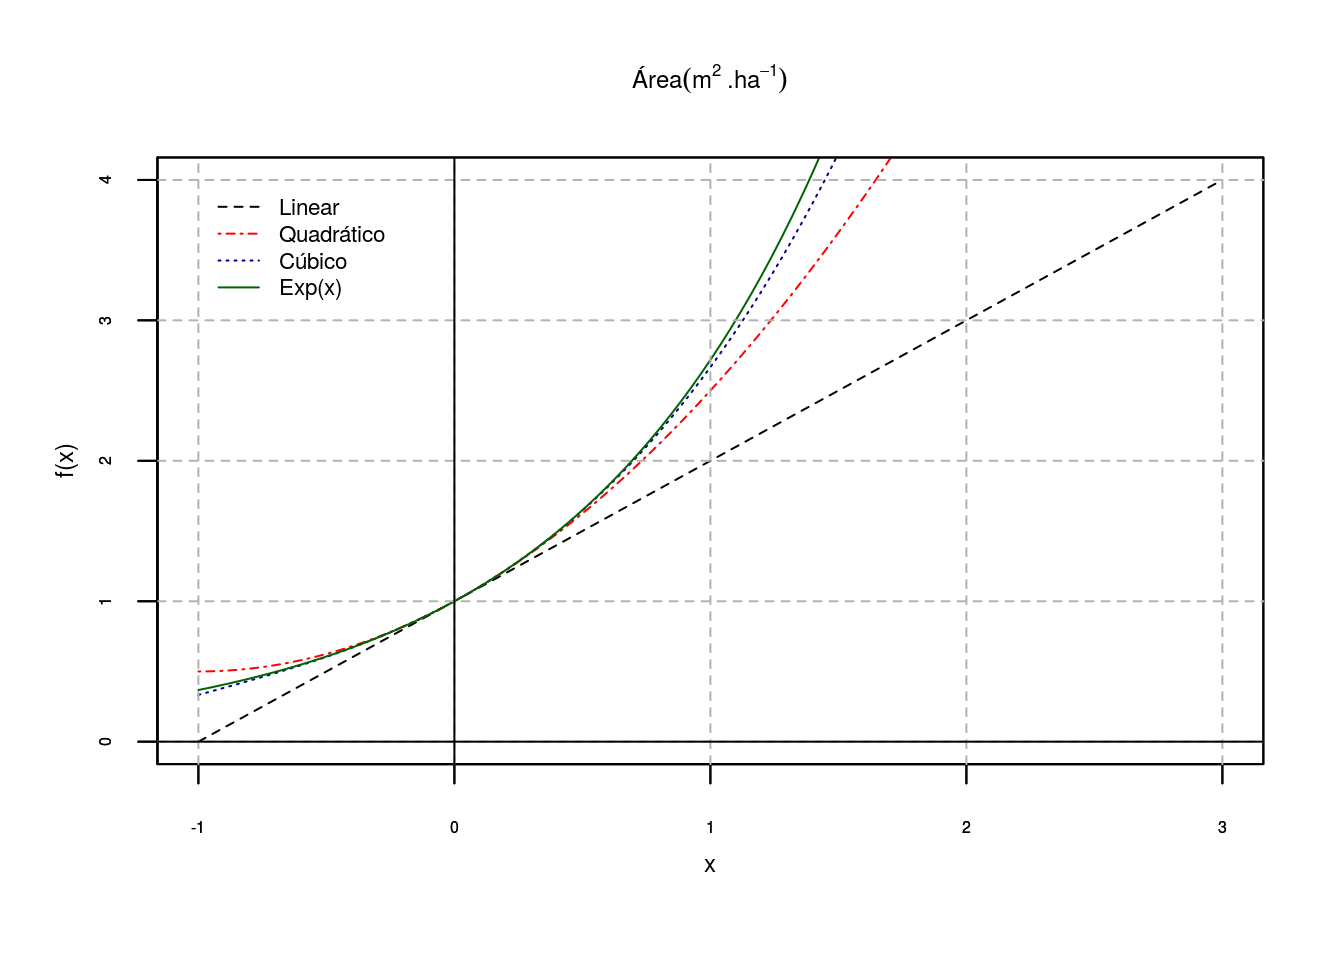 Área(m² .ha⁻¹)
4
3
2
1
0
f(x)
Linear
Quadrático
Cúbico
Exp(x)
-1 0 1 2 3
x